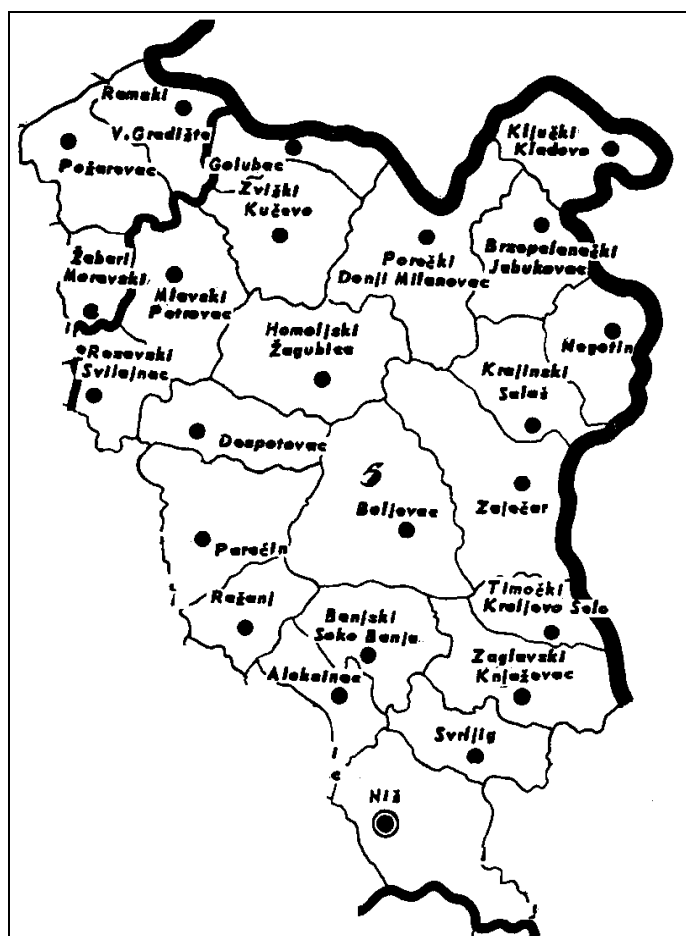 Ramski
V.Gradište
Požarevac
Golubac
Zviški
Kučevo
Ključki
Kladovo
Žabari
Moravski
Mlavski
Petrovac
Porečki
Donji Milanovac
Brzopalanački
Jabukovac
Homoljski
Žagubica
Negotin
Resavski
Svilajnac
Krajinski
Salaš
Despotovac
5
Boljevac
Zaječar
Paraćin
Ražanj
Timočki
Kraljevo Selo
Banjski
Soko Banja
Zaglavski
Knjaževac
Aleksinac
Svrljig
Niš